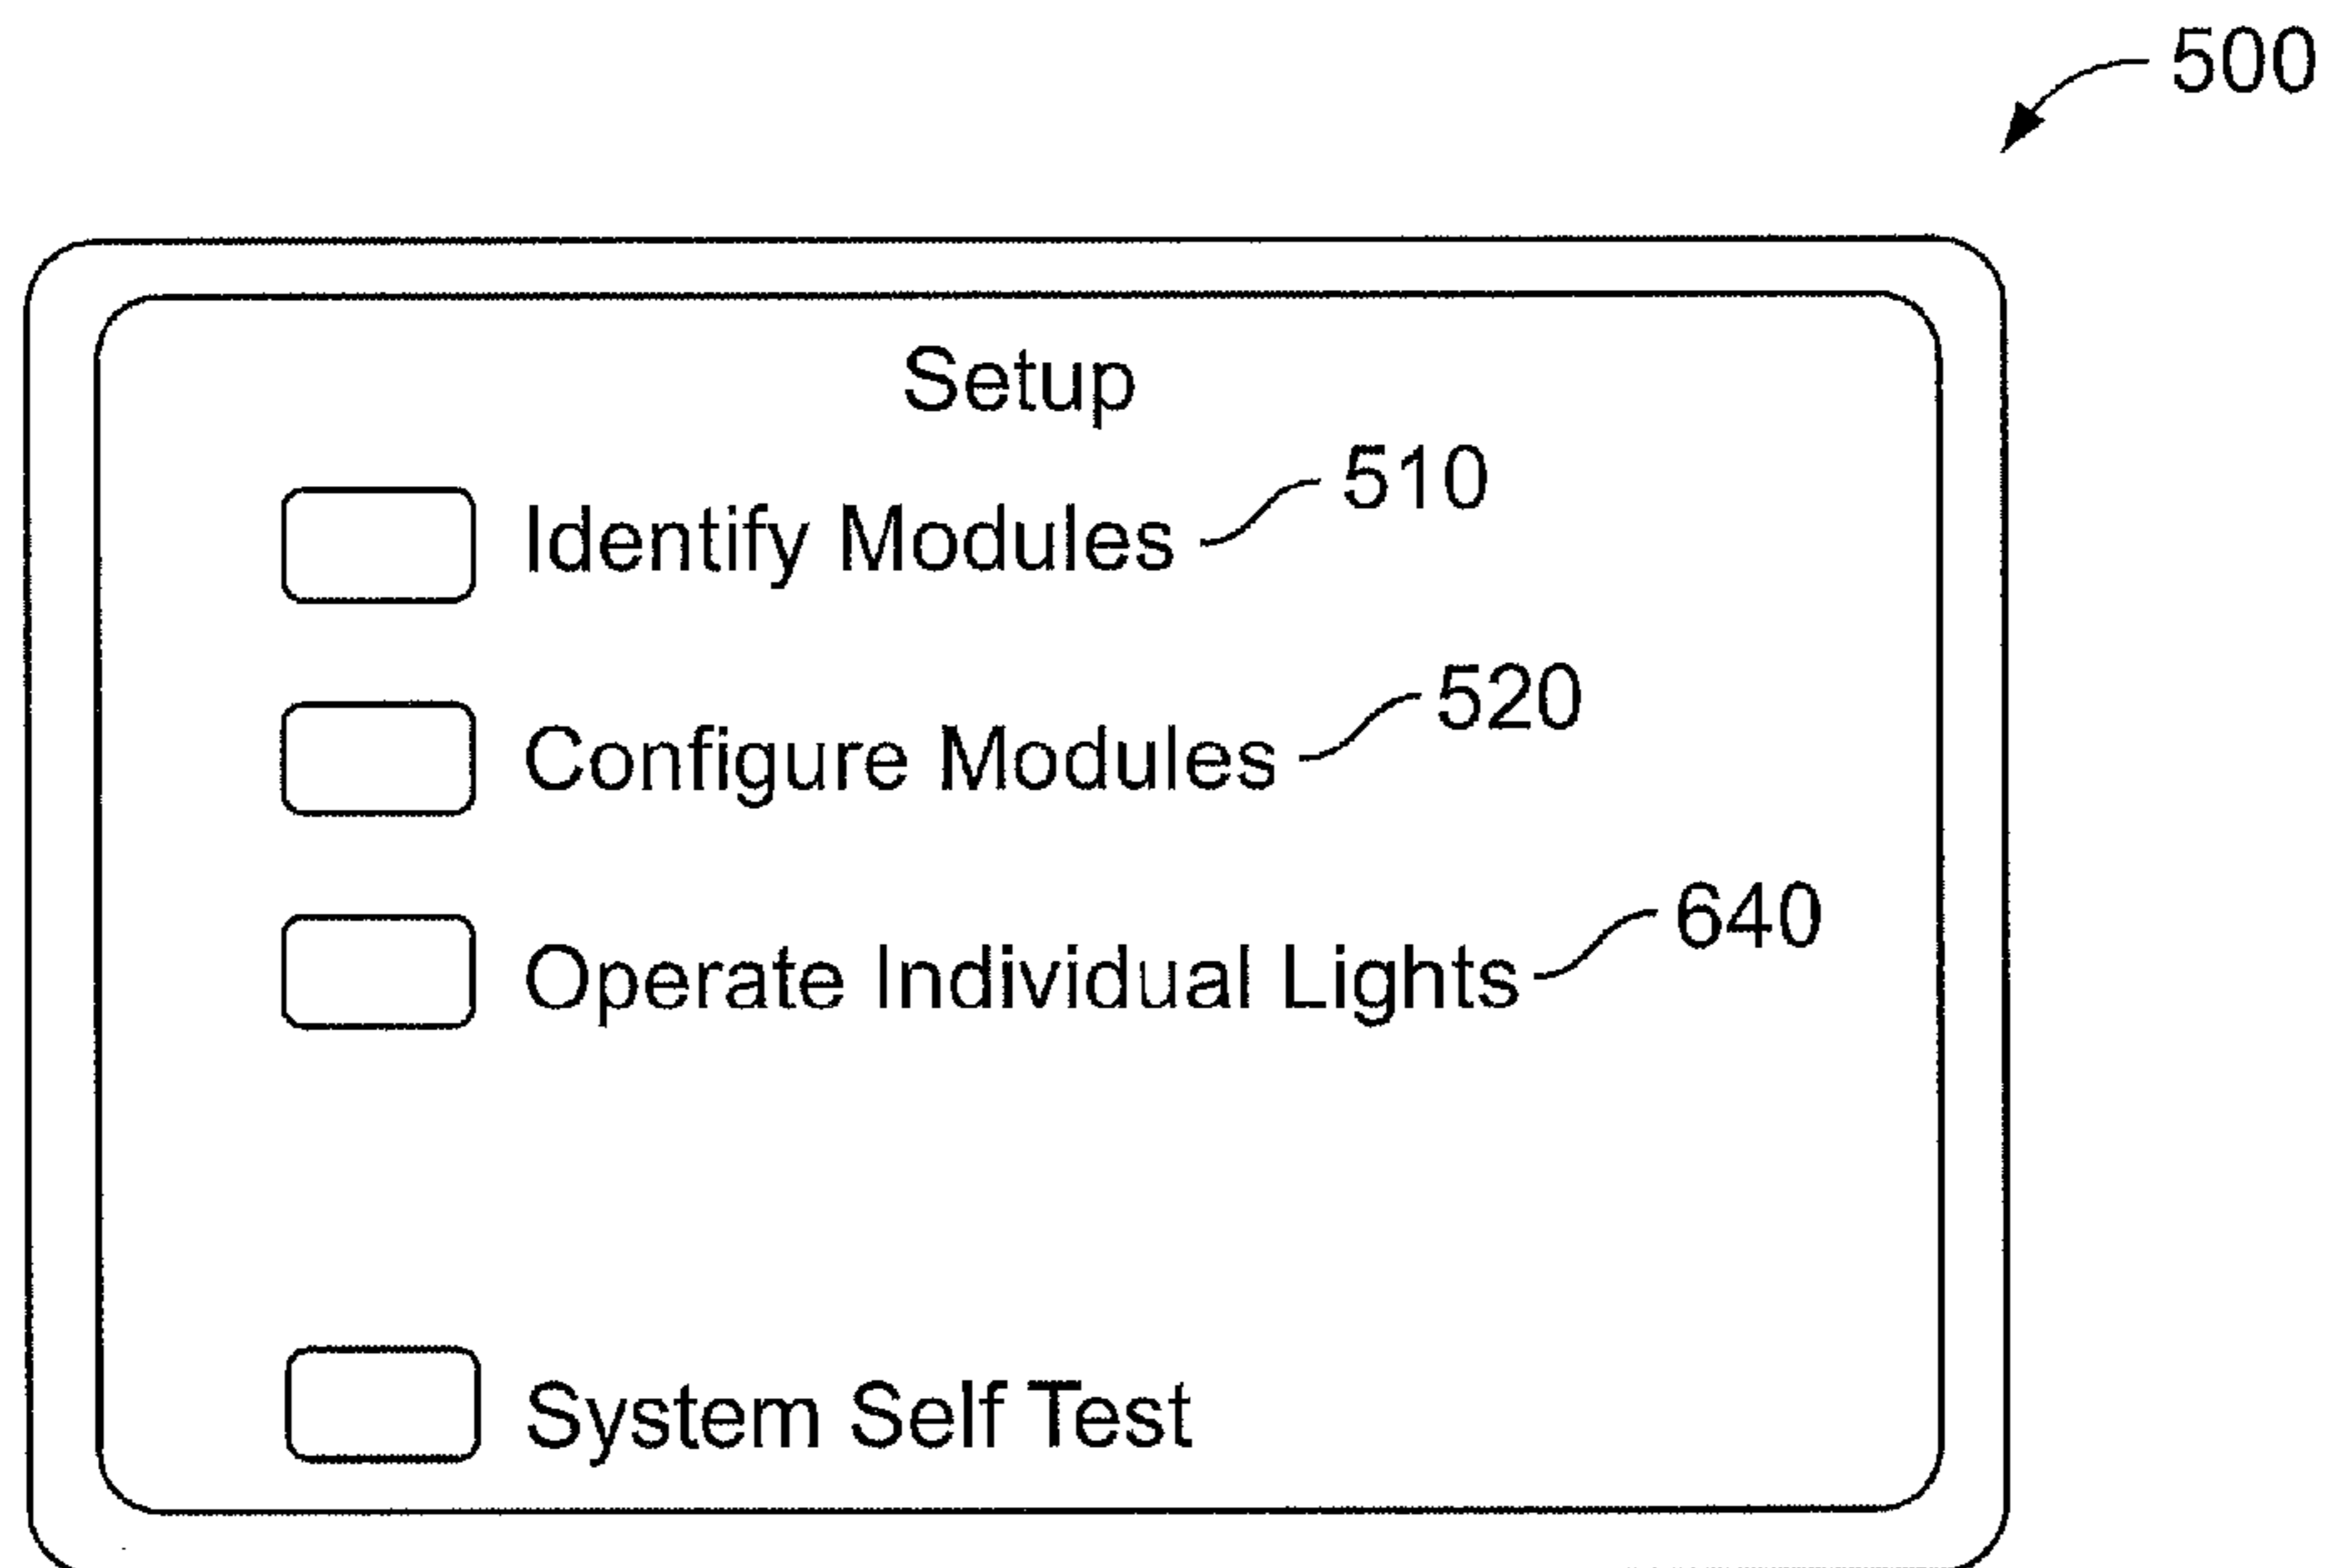 500
Setup
Identify Modules 510
Configure Modules 520
Operate Individual Lights 640
System Self Test